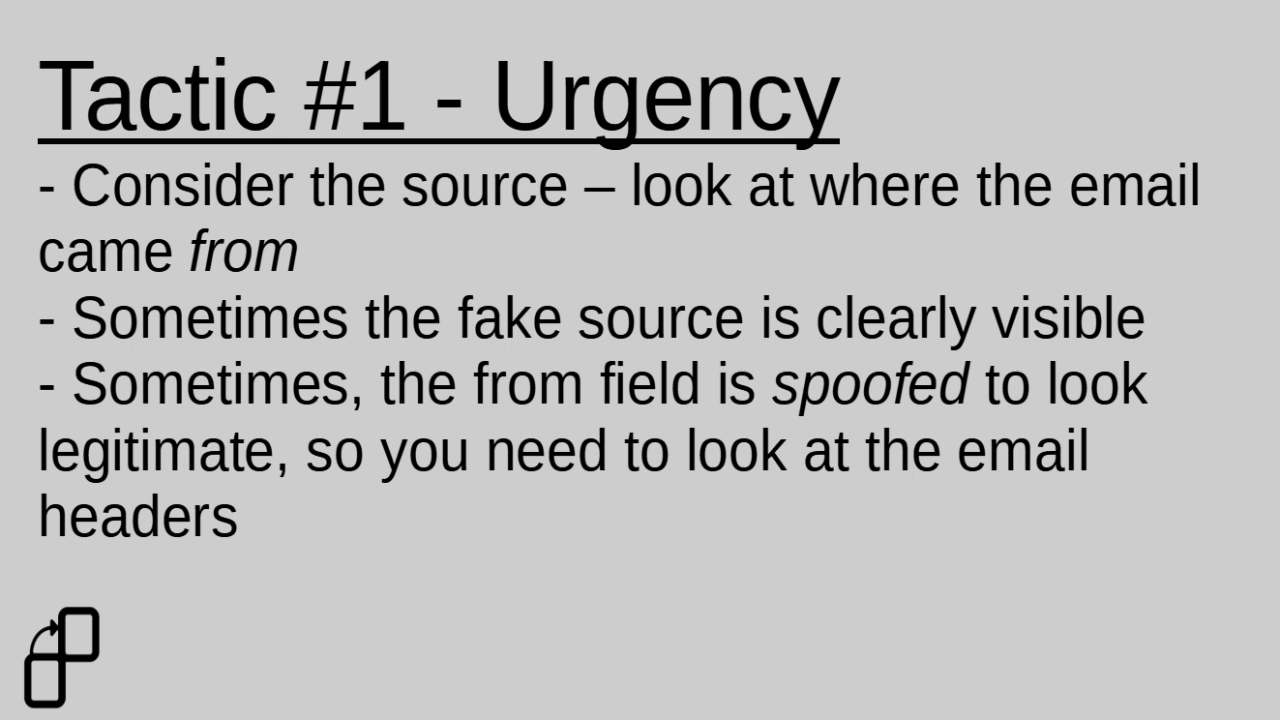 Tactic #1 - Urgency
- Consider the source – look at where the email
came from
- Sometimes the fake source is clearly visible
- Sometimes, the from field is spoofed to look
legitimate, so you need to look at the email
headers